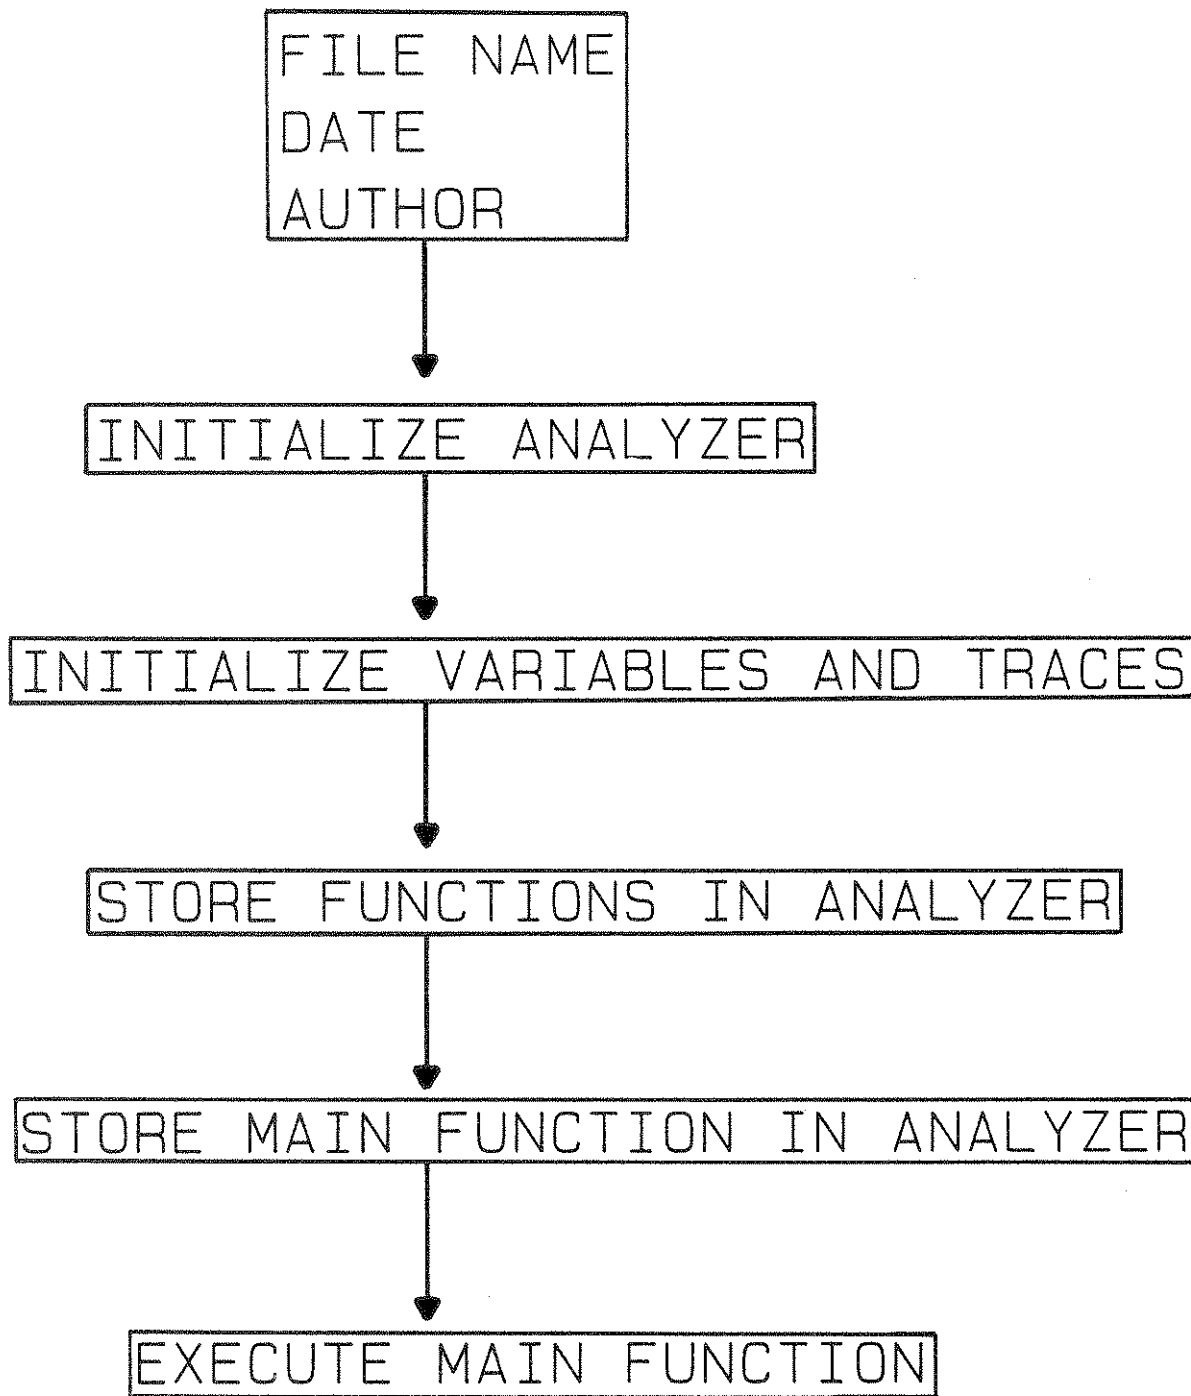 FILE NAME
DATE
AUTHOR
INITIALIZE ANALYZER
INITIALIZE VARIABLES AND TRACES
STORE FUNCTIONS IN ANALYZER
STORE MAIN FUNCTION IN ANALYZER
EXECUTE MAIN FUNCTION